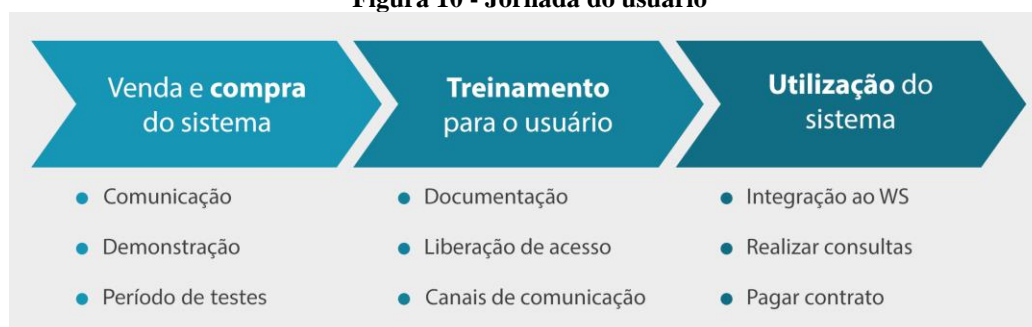 Figura 10 - Jornada do usuário
Venda e compra
do sistema
Treinamento
para o usuário
Utilização do
sistema
Comunicação
Demonstração
Período de testes
Documentação
Liberação de acesso
Canais de comunicação
Integração ao WS
Realizar consultas
Pagar contrato